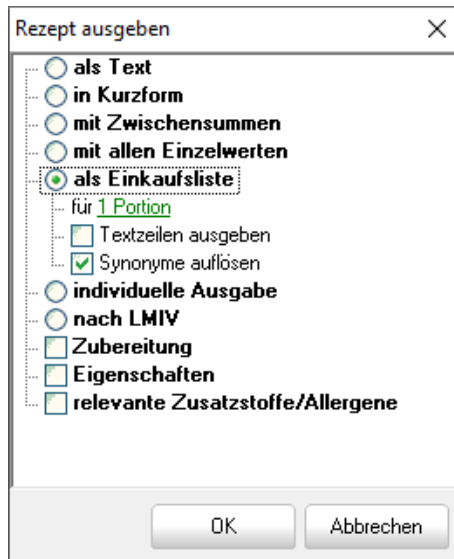 Rezept ausgeben
als Text
in Kurzform
mit Zwischensummen
mit allen Einzelwerten
als Einkaufsliste
für 1 Portion
Textzeilen ausgeben
Synonyme auflösen
individuelle Ausgabe
nach LMIV
Zubereitung
Eigenschaften
relevante Zusatzstoffe/Allergene
OK Abbrechen